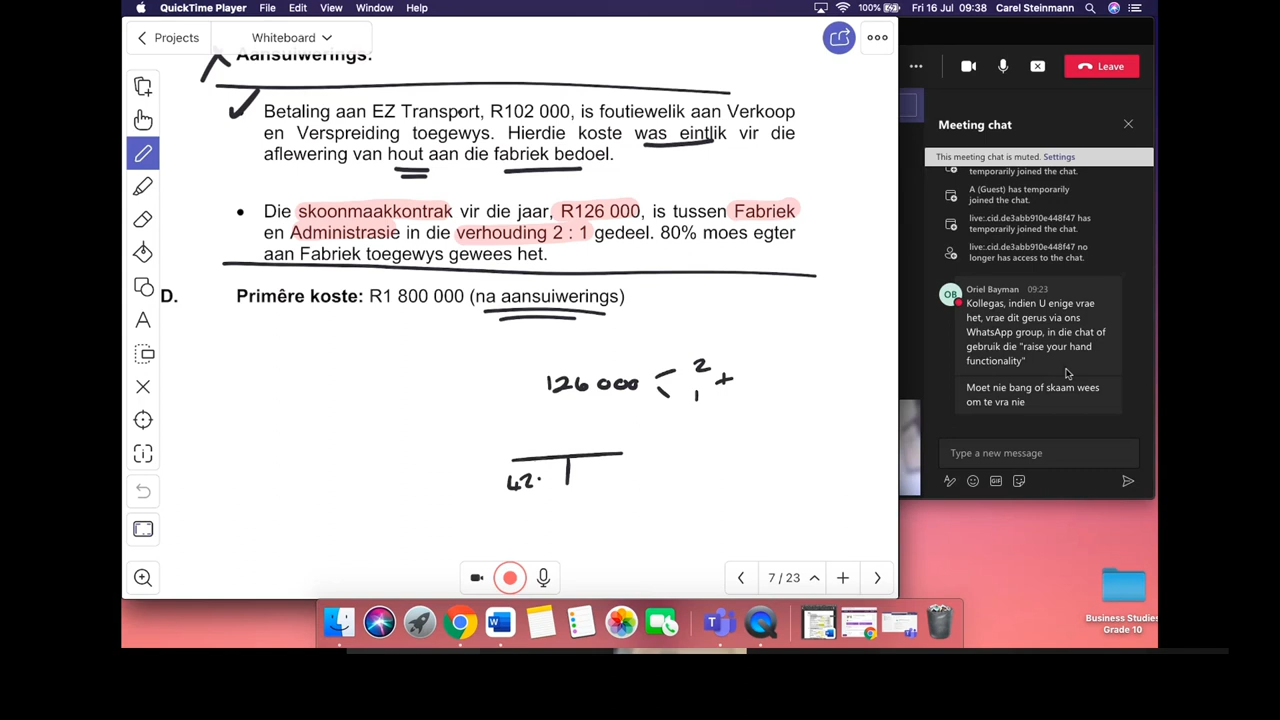 QuickTime Player File Edit View Window Help 100% Fri 16 Jul 09:38 Carel Steinmann
Projects Whiteboard
Aansuiwerings:
Betaling aan EZ Transport, R102 000, is foutiewelik aan Verkoop
en Verspreiding toegewys. Hierdie koste was eintlik vir die
aflewering van hout aan die fabriek bedoel.
• Die skoonmaakkontrak vir die jaar, R126 000, is tussen Fabriek
en Administrasie in die verhouding 2 : 1 gedeel. 80% moes egter
aan Fabriek toegewys gewees het.
D. Primêre koste: R1 800 000 (na aansuiwerings)
126 000 < 2 +
1
42.
7 / 23
Leave
Meeting chat
This meeting chat is muted. Settings
temporarily joined the chat.
A (Guest) has temporarily
joined the chat.
live:.cid.de3abb910e448f47 has
temporarily joined the chat.
live:.cid.de3abb910e448f47 no
longer has access to the chat.
OB Oriel Bayman 09:23
Kollegas, indien U enige vrae
het, vrae dit gerus via ons
WhatsApp group, in die chat of
gebruik die "raise your hand
functionality"
Moet nie bang of skaam wees
om te vra nie
Type a new message
GIF
Business Studies
Grade 10